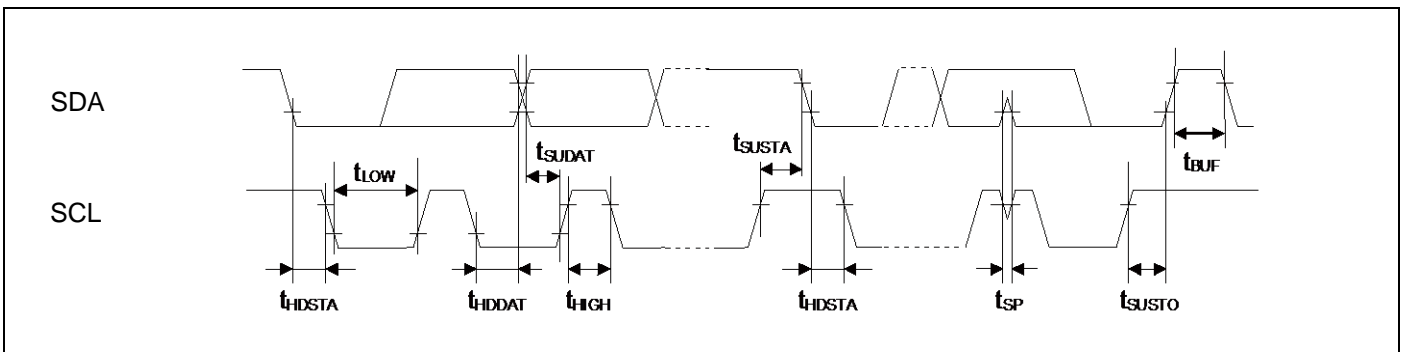 SDA
tSUDAT
tSUSTA
tBUF
tLOW
SCL
tHDSTA
tHDDAT
tHIGH
tHDSTA
tSP
tSUSTO